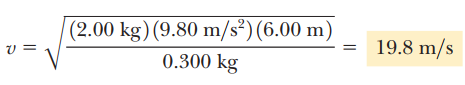 v = √((2.00 kg)(9.80 m/s²)(6.00 m) / 0.300 kg) = 19.8 m/s